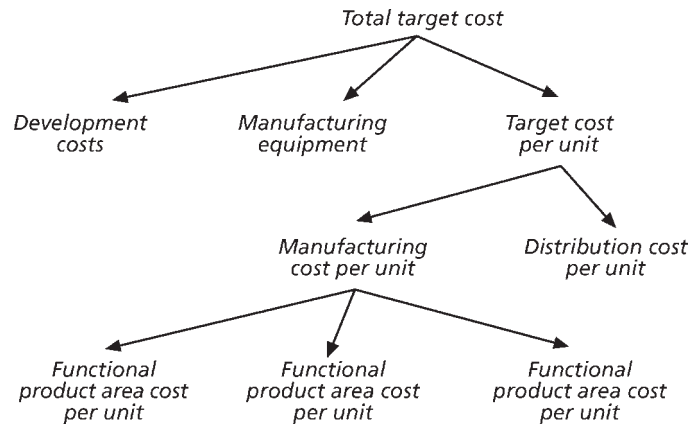 Total target cost
Development
costs
Manufacturing
equipment
Target cost
per unit
Manufacturing
cost per unit
Distribution cost
per unit
Functional
product area cost
per unit
Functional
product area cost
per unit
Functional
product area cost
per unit